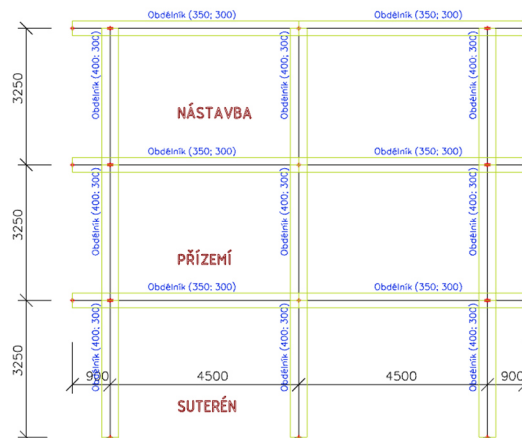 Obdélník (350; 300) Obdélník (350; 300)
3250 Obdélník (400; 300) Obdélník (400; 300) Obdélník (400; 300)
NÁSTAVBA
Obdélník (350; 300) Obdélník (350; 300)
3250 Obdélník (400; 300) Obdélník (400; 300) Obdélník (400; 300)
PŘÍZEMÍ
Obdélník (350; 300) Obdélník (350; 300)
3250 Obdélník (400; 300) Obdélník (400; 300) Obdélník (400; 300)
900 4500 4500 900
SUTERÉN